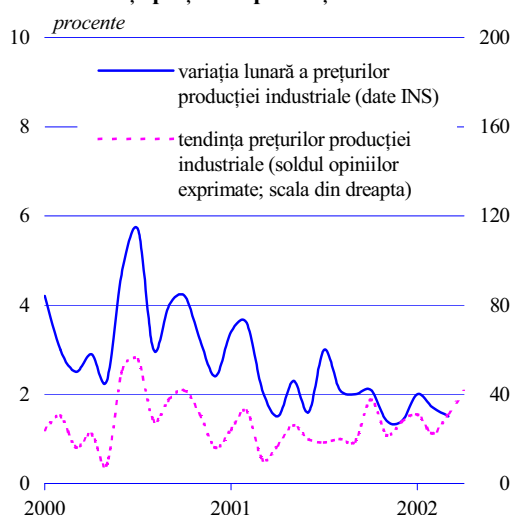 procente
10
200
variația lunară a prețurilor
producției industriale (date INS)
8
160
tendința prețurilor producției
industriale (soldul opiniilor
exprimate; scala din dreapta)
6
120
4
80
2
40
0
0
2000
2001
2002